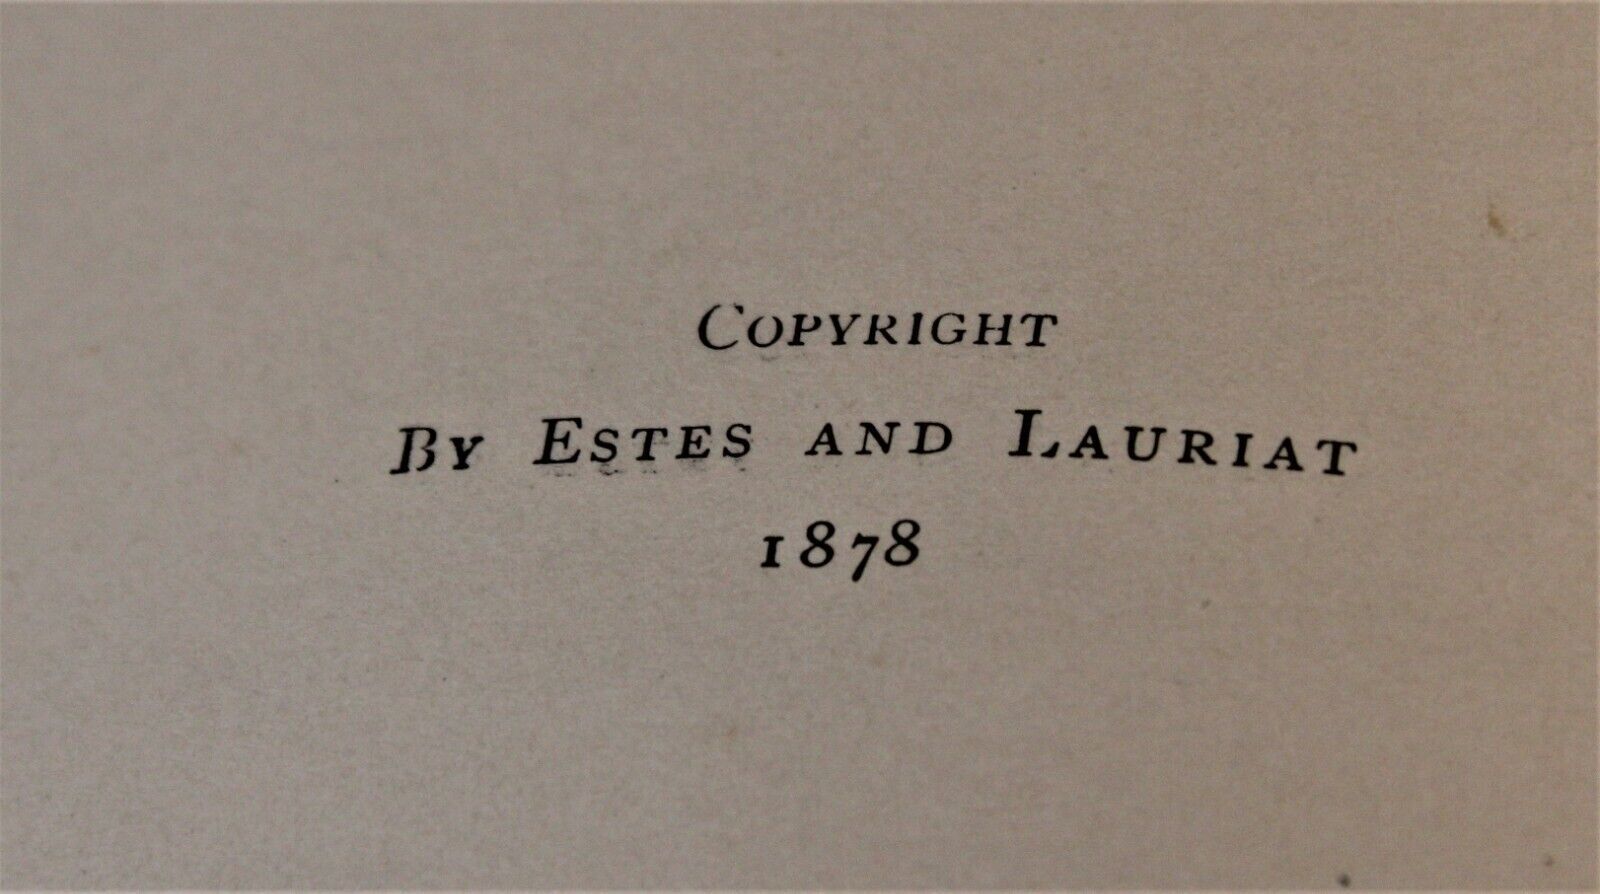 COPYRIGHT
BY ESTES AND LAURIAT
1878